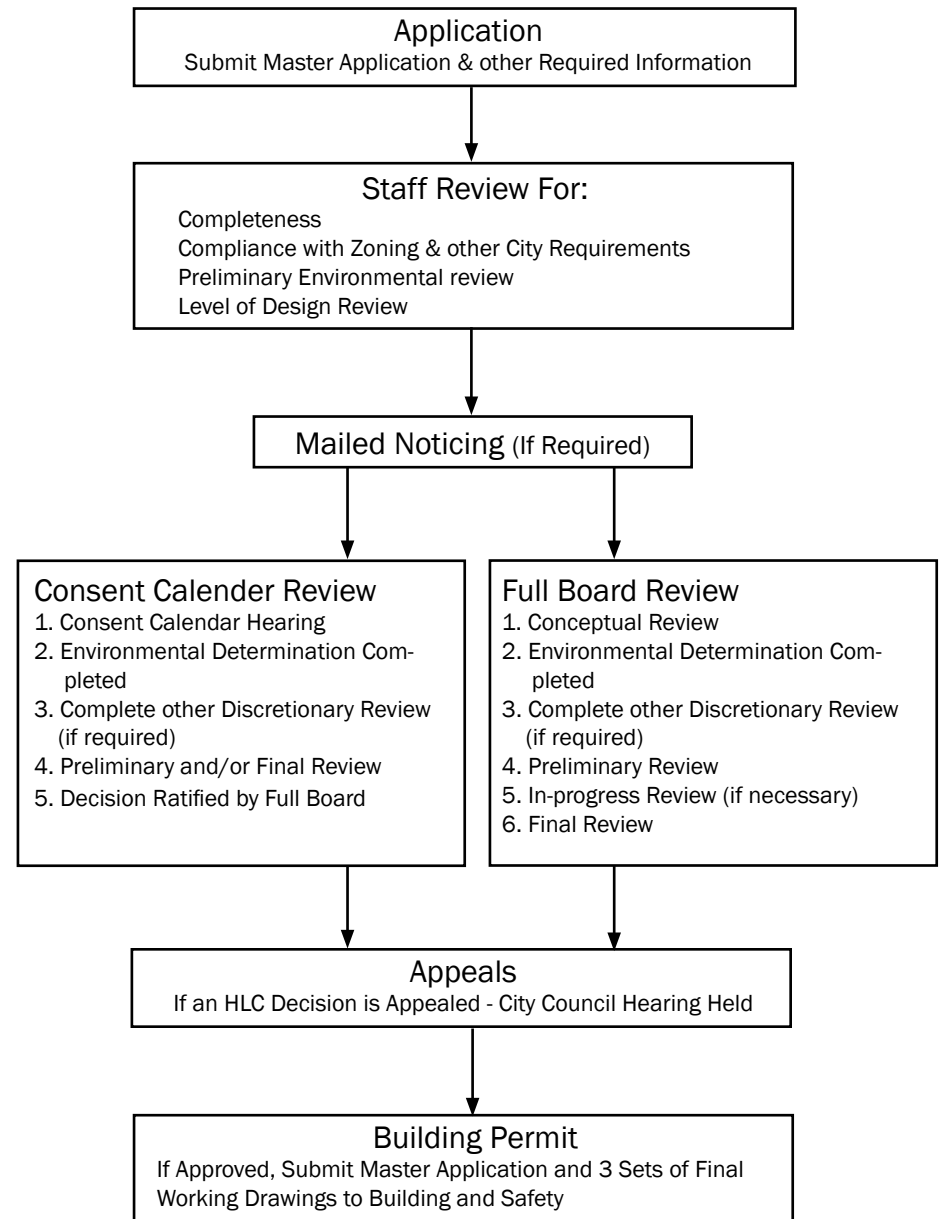 Application
Submit Master Application & other Required Information
Staff Review For:
Completeness
Compliance with Zoning & other City Requirements
Preliminary Environmental review
Level of Design Review
Mailed Noticing (If Required)
Consent Calender Review
1. Consent Calendar Hearing
2. Environmental Determination Com-
pleted
3. Complete other Discretionary Review
(if required)
4. Preliminary and/or Final Review
5. Decision Ratified by Full Board
Full Board Review
1. Conceptual Review
2. Environmental Determination Com-
pleted
3. Complete other Discretionary Review
(if required)
4. Preliminary Review
5. In-progress Review (if necessary)
6. Final Review
Appeals
If an HLC Decision is Appealed - City Council Hearing Held
Building Permit
If Approved, Submit Master Application and 3 Sets of Final
Working Drawings to Building and Safety